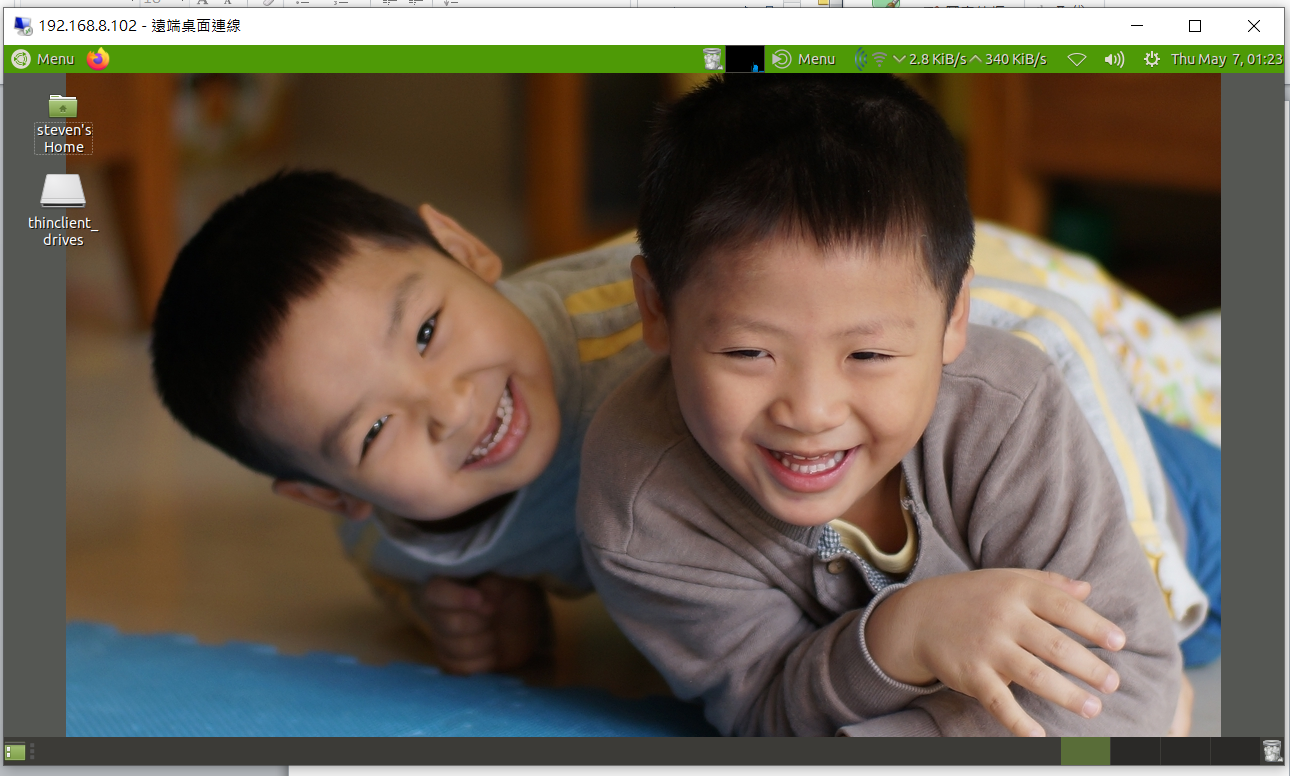 192.168.8.102 - 遠端桌面連線
Menu
Menu 2.8 KiB/s 340 KiB/s Thu May 7, 01:23
steven's
Home
thinclient_
drives